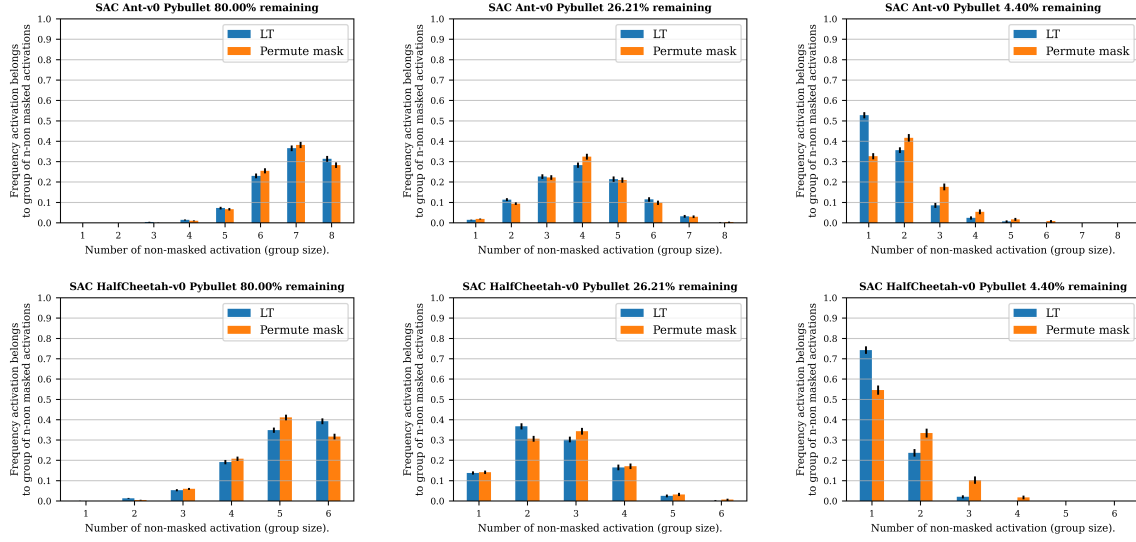 SAC Ant-v0 Pybullet 80.00% remaining
Frequency activation belongs
to group of n-non masked activations
1.0
0.9
0.8
0.7
0.6
0.5
0.4
0.3
0.2
0.1
0.0
LT
Permute mask
1 2 3 4 5 6 7 8
Number of non-masked activation (group size).
SAC Ant-v0 Pybullet 26.21% remaining
Frequency activation belongs
to group of n-non masked activations
1.0
0.9
0.8
0.7
0.6
0.5
0.4
0.3
0.2
0.1
0.0
LT
Permute mask
1 2 3 4 5 6 7 8
Number of non-masked activation (group size).
SAC Ant-v0 Pybullet 4.40% remaining
Frequency activation belongs
to group of n-non masked activations
1.0
0.9
0.8
0.7
0.6
0.5
0.4
0.3
0.2
0.1
0.0
LT
Permute mask
1 2 3 4 5 6 7 8
Number of non-masked activation (group size).
SAC HalfCheetah-v0 Pybullet 80.00% remaining
Frequency activation belongs
to group of n-non masked activations
1.0
0.9
0.8
0.7
0.6
0.5
0.4
0.3
0.2
0.1
0.0
LT
Permute mask
1 2 3 4 5 6
Number of non-masked activation (group size).
SAC HalfCheetah-v0 Pybullet 26.21% remaining
Frequency activation belongs
to group of n-non masked activations
1.0
0.9
0.8
0.7
0.6
0.5
0.4
0.3
0.2
0.1
0.0
LT
Permute mask
1 2 3 4 5 6
Number of non-masked activation (group size).
SAC HalfCheetah-v0 Pybullet 4.40% remaining
Frequency activation belongs
to group of n-non masked activations
1.0
0.9
0.8
0.7
0.6
0.5
0.4
0.3
0.2
0.1
0.0
LT
Permute mask
1 2 3 4 5 6
Number of non-masked activation (group size).